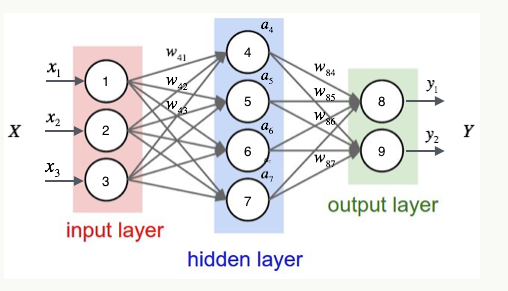 a₄
w₄₁
4
x₁
w₈₄
1
w₄₂
a₅
y₁
w₈₅
w₄₃
5
8
x₂
w₈₆
X
2
a₆
y₂
Y
6
9
x₃
w₈₇
3
a₇
7
output layer
input layer
hidden layer